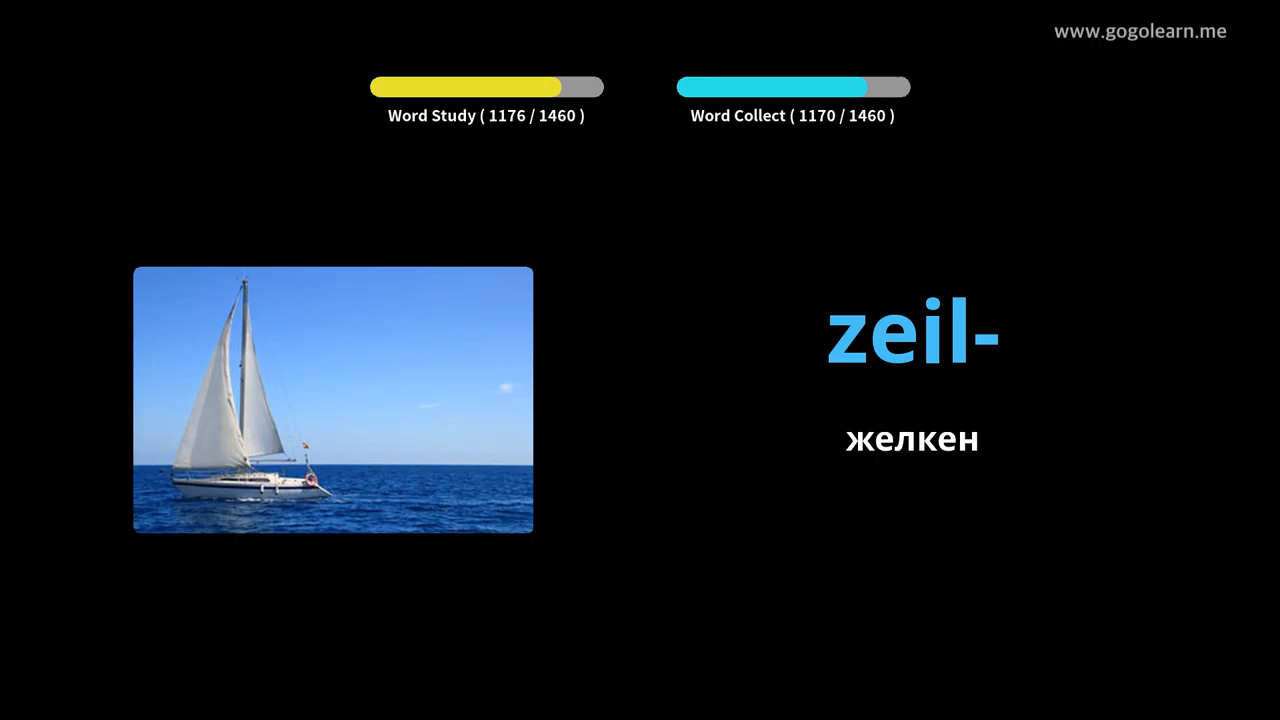 www.gogolearn.me
Word Study ( 1176 / 1460 )
Word Collect ( 1170 / 1460 )
zeil-
желкен